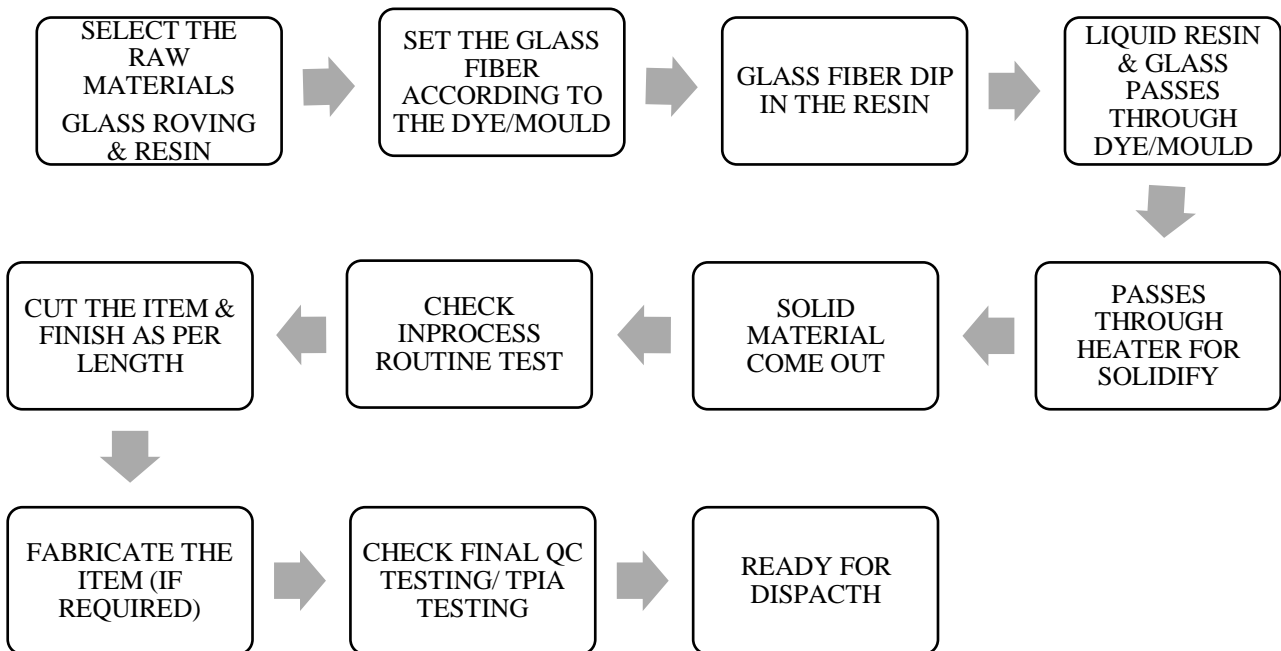 SELECT THE
RAW
MATERIALS
GLASS ROVING
& RESIN
SET THE GLASS
FIBER
ACCORDING TO
THE DYE/MOULD
GLASS FIBER DIP
IN THE RESIN
LIQUID RESIN
& GLASS
PASSES
THROUGH
DYE/MOULD
PASSES
THROUGH
HEATER FOR
SOLIDIFY
SOLID
MATERIAL
COME OUT
CHECK
INPROCESS
ROUTINE TEST
CUT THE ITEM &
FINISH AS PER
LENGTH
FABRICATE THE
ITEM (IF
REQUIRED)
CHECK FINAL QC
TESTING/ TPIA
TESTING
READY FOR
DISPACTH